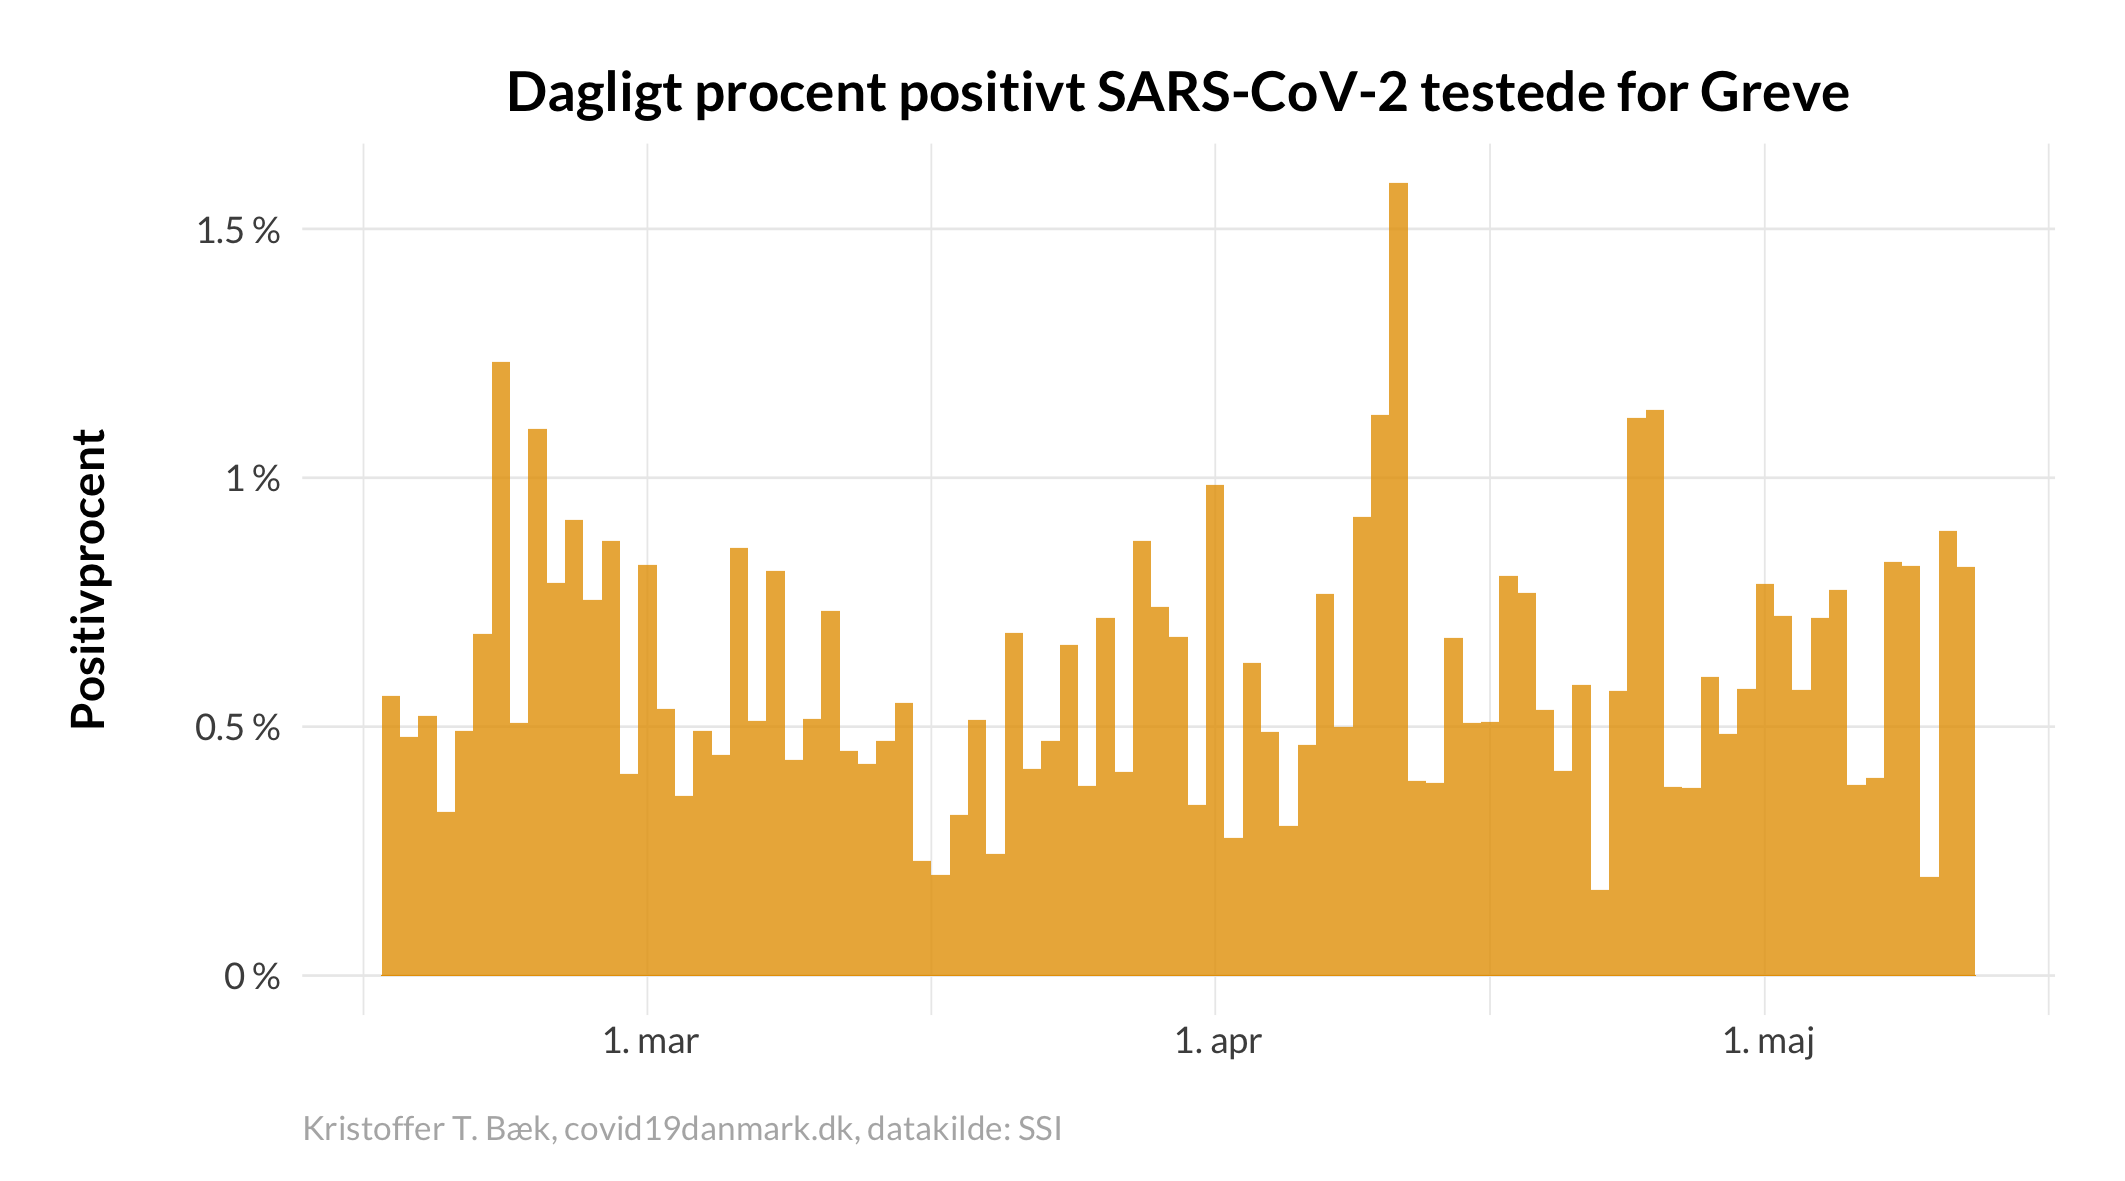 Dagligt procent positivt SARS-CoV-2 testede for Greve
Positivprocent
1.5 %
1 %
0.5 %
0 %
1. mar
1. apr
1. maj
Kristoffer T. Bæk, covid19danmark.dk, datakilde: SSI